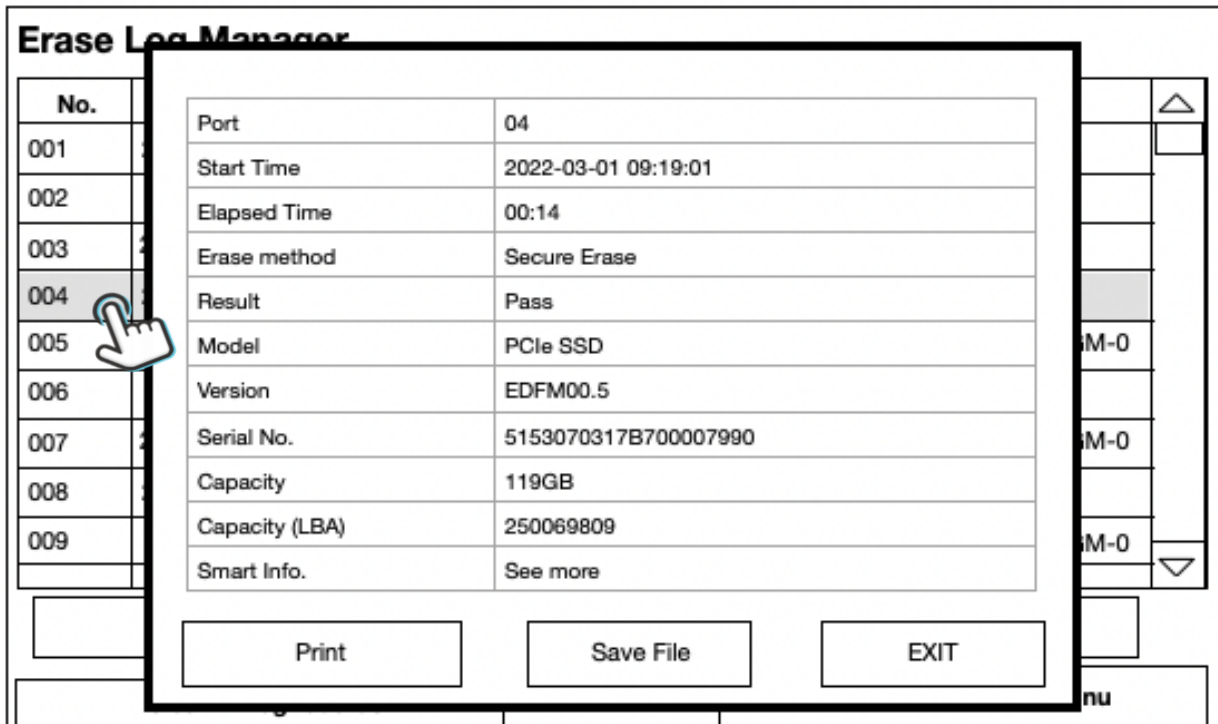 Erase Log Manager
No.
001
002
003
004
005
006
007
008
009
Port 04
Start Time 2022-03-01 09:19:01
Elapsed Time 00:14
Erase method Secure Erase
Result Pass
Model PCIe SSD
Version EDFM00.5
Serial No. 5153070317B700007990
Capacity 119GB
Capacity (LBA) 250069809
Smart Info. See more
Print Save File EXIT
M-0
M-0
M-0
nu